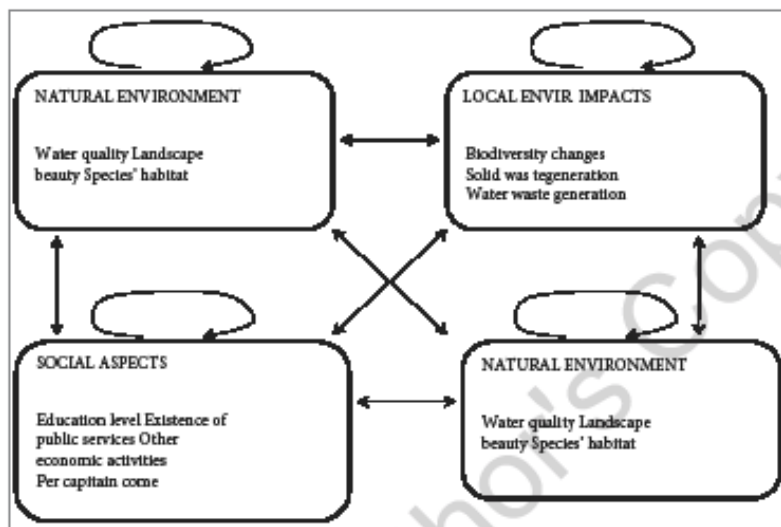 NATURAL ENVIRONMENT
Water quality Landscape
beauty Species' habitat
LOCAL ENVIR IMPACTS
Biodiversity changes
Solid was tegeneration
Water waste generation
SOCIAL ASPECTS
Education level Existence of
public services Other
economic activities
Per capitain come
NATURAL ENVIRONMENT
Water quality Landscape
beauty Species' habitat